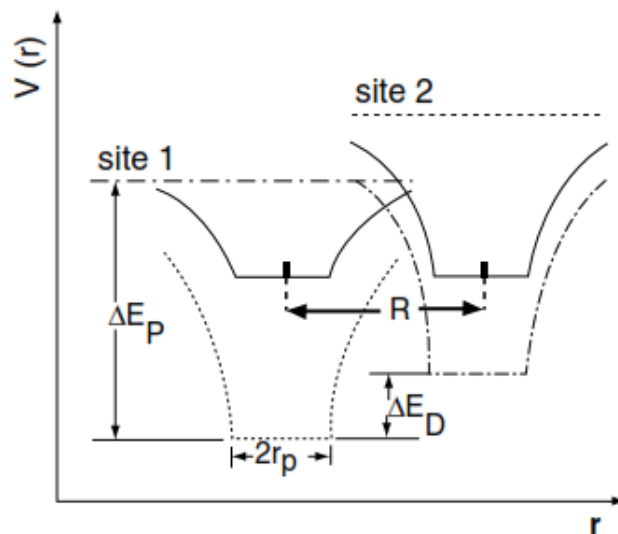 V (r)
site 2
site 1
ΔE_P
R
ΔE_D
2r_p
r